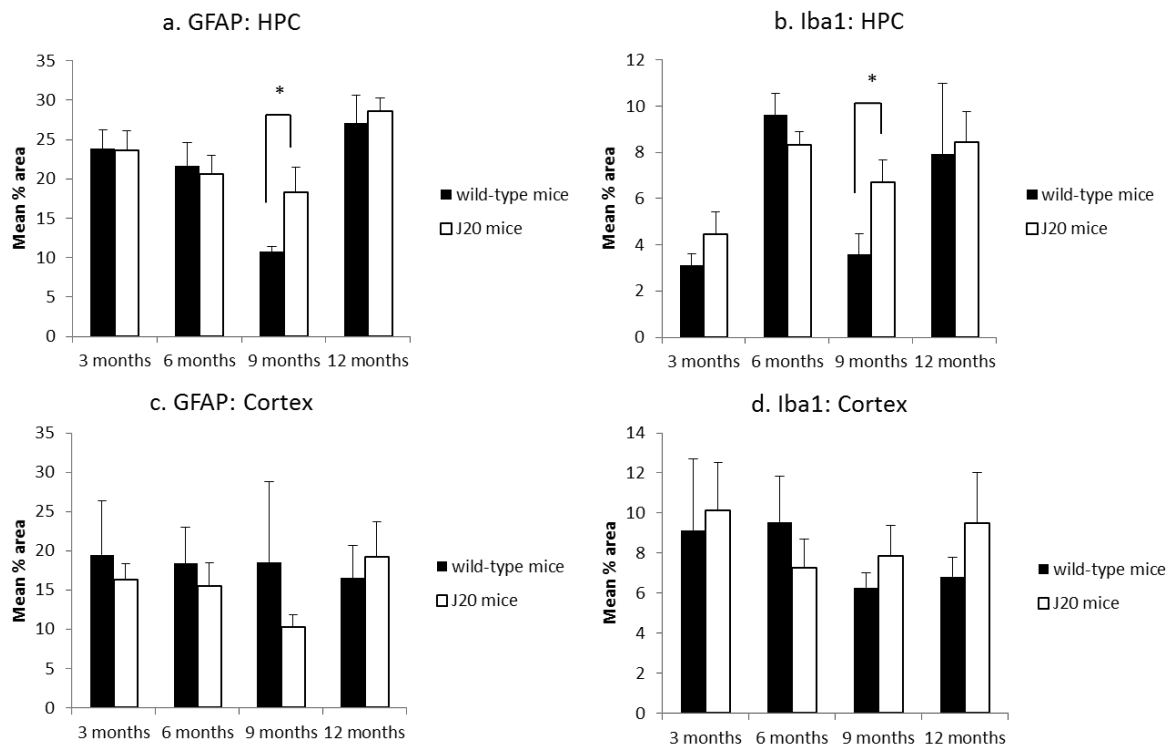 a. GFAP: HPC
35
30
25
20
15
10
5
0
Mean % area
*
3 months 6 months 9 months 12 months
wild-type mice
J20 mice
b. Iba1: HPC
12
10
8
6
4
2
0
Mean % area
*
3 months 6 months 9 months 12 months
wild-type mice
J20 mice
c. GFAP: Cortex
35
30
25
20
15
10
5
0
Mean % area
3 months 6 months 9 months 12 months
wild-type mice
J20 mice
d. Iba1: Cortex
14
12
10
8
6
4
2
0
Mean % area
3 months 6 months 9 months 12 months
wild-type mice
J20 mice